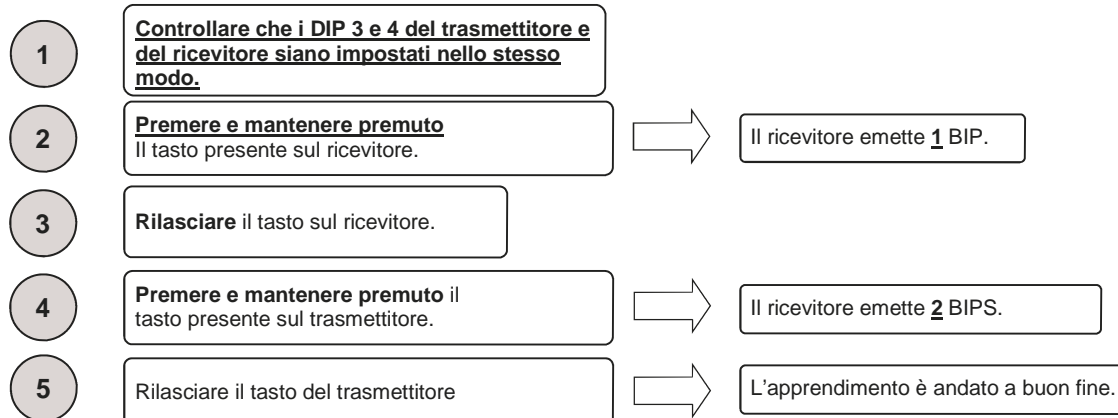 1
Controllare che i DIP 3 e 4 del trasmettitore e
del ricevitore siano impostati nello stesso
modo.
2
Premere e mantenere premuto
Il tasto presente sul ricevitore.
Il ricevitore emette 1 BIP.
3
Rilasciare il tasto sul ricevitore.
4
Premere e mantenere premuto il
tasto presente sul trasmettitore.
Il ricevitore emette 2 BIPS.
5
Rilasciare il tasto del trasmettitore
L'apprendimento è andato a buon fine.